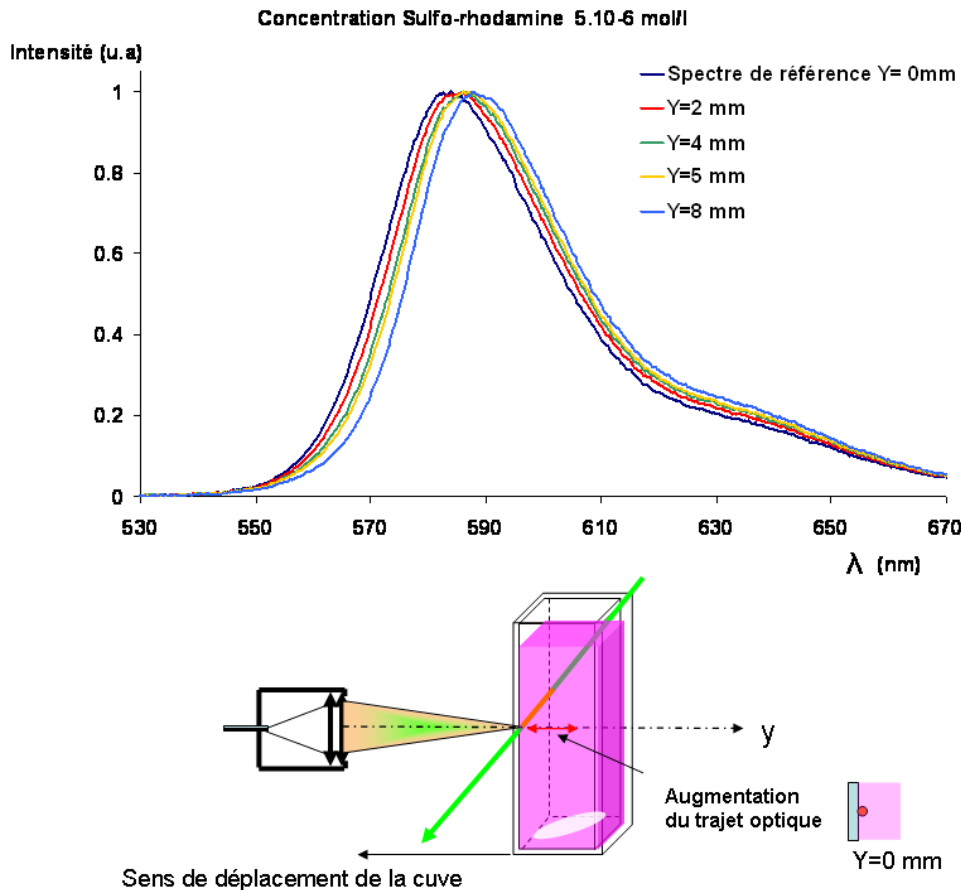 Concentration Sulfo-rhodamine 5.10-6 mol/l
Intensité (u.a)
Spectre de référence Y= 0mm
Y=2 mm
Y=4 mm
Y=5 mm
Y=8 mm
1
0.8
0.6
0.4
0.2
0
530 550 570 590 610 630 650 670
λ (nm)
y
Augmentation
du trajet optique
Y=0 mm
Sens de déplacement de la cuve